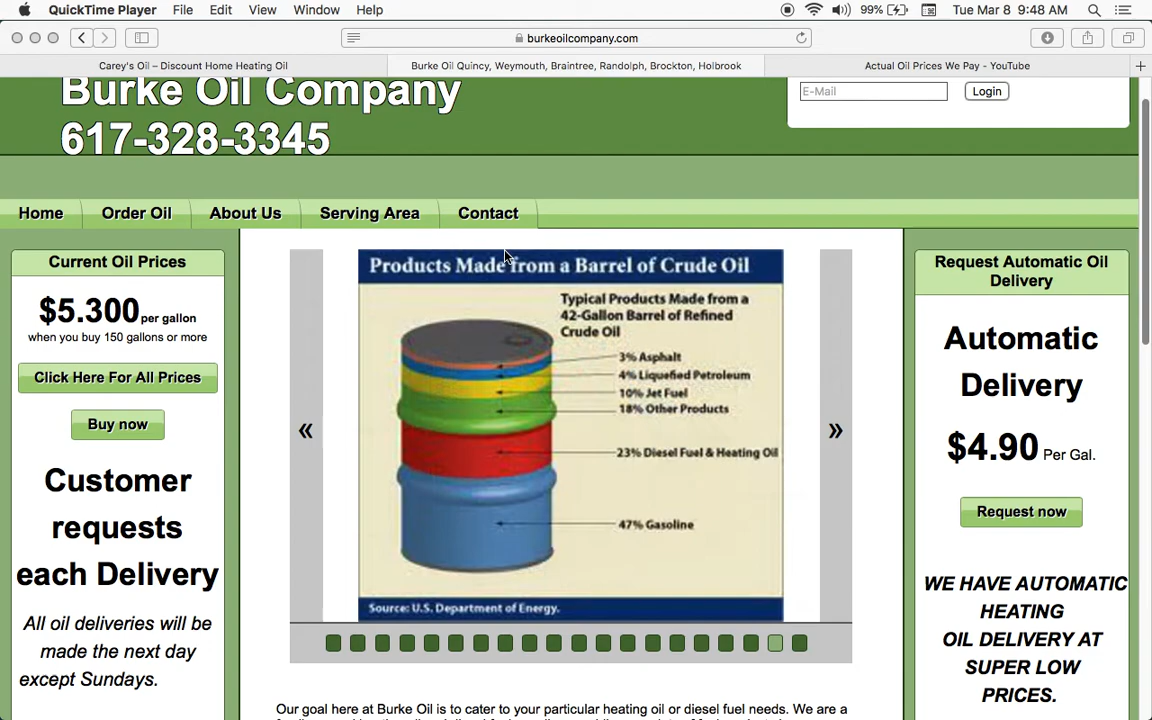 QuickTime Player File Edit View Window Help 99% Tue Mar 8 9:48 AM
burkeoilcompany.com
Carey's Oil – Discount Home Heating Oil
Burke Oil Quincy, Weymouth, Braintree, Randolph, Brockton, Holbrook
Actual Oil Prices We Pay - YouTube
Burke Oil Company
617-328-3345
E-Mail
Login
Home
Order Oil
About Us
Serving Area
Contact
Current Oil Prices
$5.300 per gallon
when you buy 150 gallons or more
Click Here For All Prices
Buy now
Customer
requests
each Delivery
All oil deliveries will be
made the next day
except Sundays.
«
Products Made from a Barrel of Crude Oil
Typical Products Made from a
42-Gallon Barrel of Refined
Crude Oil
3% Asphalt
4% Liquefied Petroleum
10% Jet Fuel
18% Other Products
23% Diesel Fuel & Heating Oil
47% Gasoline
Source: U.S. Department of Energy.
»
Our goal here at Burke Oil is to cater to your particular heating oil or diesel fuel needs. We are a
Request Automatic Oil
Delivery
Automatic
Delivery
$4.90 Per Gal.
Request now
WE HAVE AUTOMATIC
HEATING
OIL DELIVERY AT
SUPER LOW
PRICES.